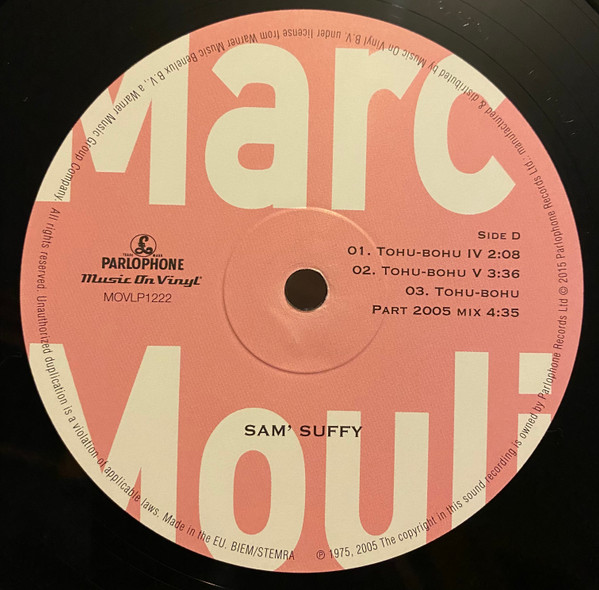 Marc
Side D
01. Tohu-bohu IV 2:08
02. Tohu-bohu V 3:36
03. Tohu-bohu
Part 2005 mix 4:35
TRADE MARK
PARLOPHONE
Music On Vinyl
MOVLP1222
SAM' SUFFY
Mouli
℗ 1975, 2005 The copyright in this sound recording is owned by Parlophone Records Ltd © 2015 Parlophone Records Ltd.; manufactured & distributed by Music On Vinyl B.V. under license from Warner Music Benelux B.V., a Warner Music Group Company. All rights reserved. Unauthorized duplication is a violation of applicable laws. Made in the EU. BIEM/STEMRA